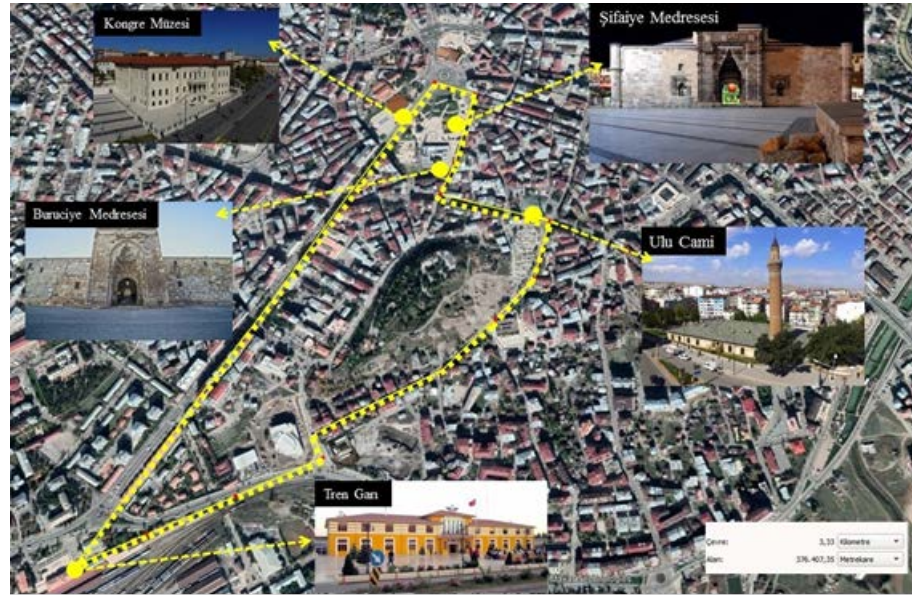 Kongre Müzesi
Şifaiye Medresesi
Buruciye Medresesi
Ulu Cami
Tren Garı
Çevre: 3,33 Kilometre
Alan: 376.407,35 Metrekare